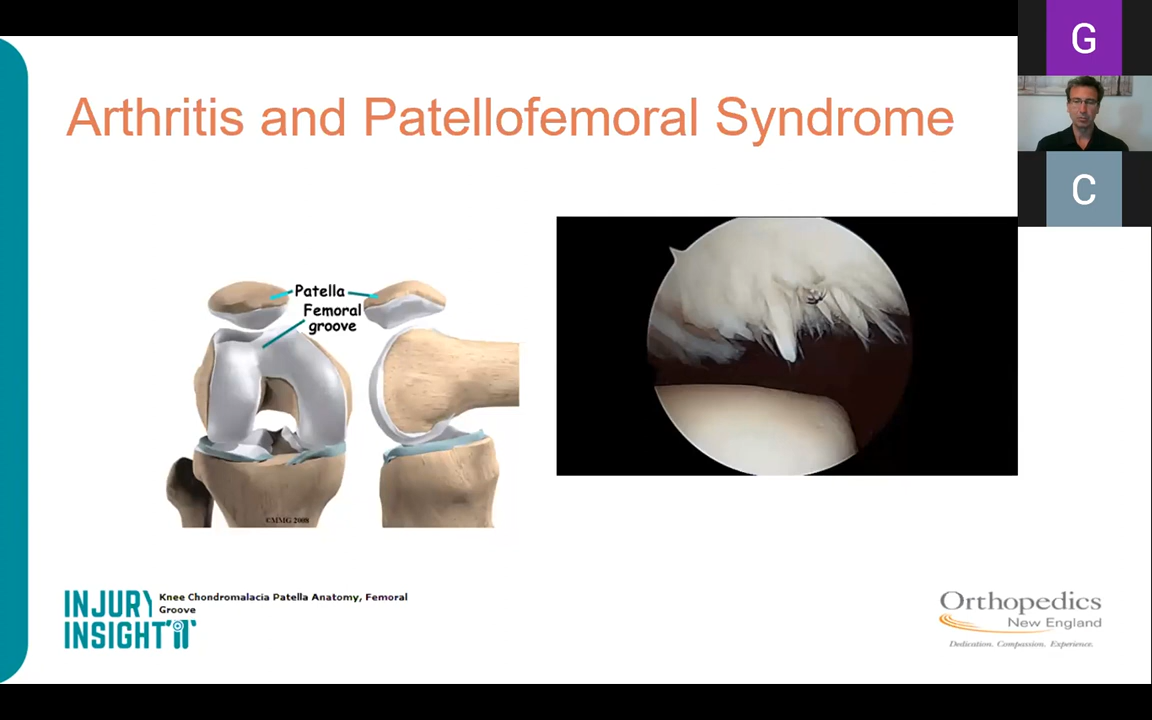 Arthritis and Patellofemoral Syndrome
G
C
Patella
Femoral
groove
©MMG 2008
INJURY
INSIGHT
Knee Chondromalacia Patella Anatomy, Femoral
Groove
Orthopedics
New England
Dedication. Compassion. Experience.